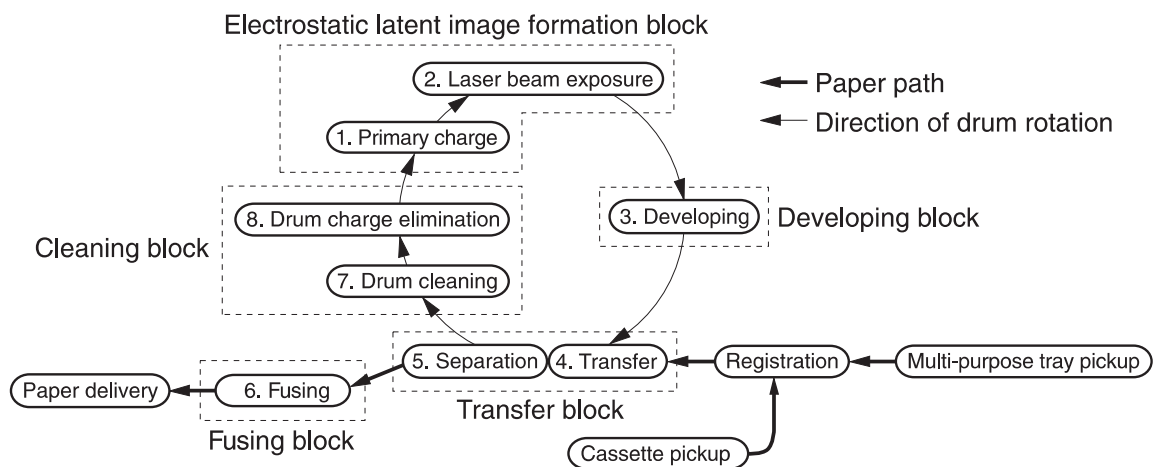 Electrostatic latent image formation block
2. Laser beam exposure
Paper path
Direction of drum rotation
1. Primary charge
8. Drum charge elimination
3. Developing
Developing block
Cleaning block
7. Drum cleaning
5. Separation
4. Transfer
Registration
Multi-purpose tray pickup
Paper delivery
6. Fusing
Transfer block
Fusing block
Cassette pickup